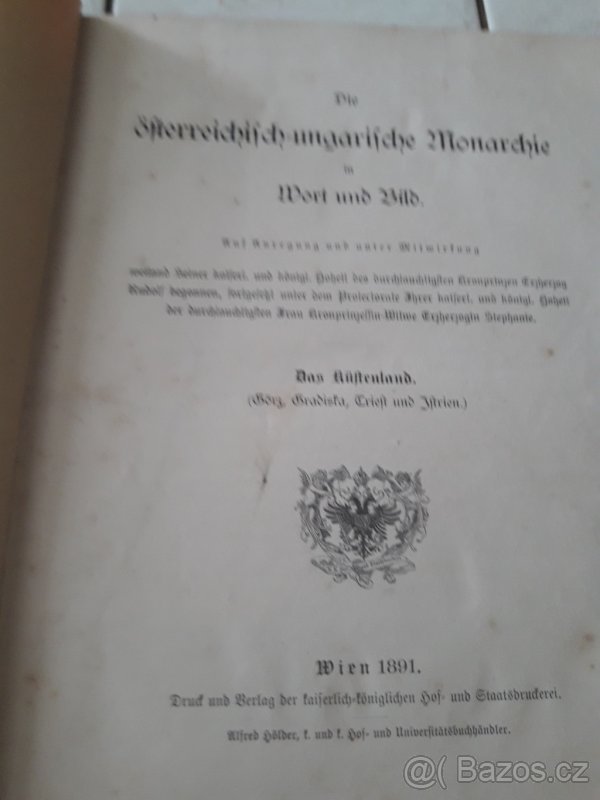 Die
österreichisch-ungarische Monarchie
in
Wort und Bild.
Auf Anregung und unter Mitwirkung
weiland Seiner kaiserl. und königl. Hoheit des durchlauchtigsten Kronprinzen Erzherzog
Rudolf begonnen, fortgesetzt unter dem Protectorate Ihrer kaiserl. und königl. Hoheit
der durchlauchtigsten Frau Kronprinzessin-Witwe Erzherzogin Stephanie.
Das Küstenland.
(Görz, Gradiska, Triest und Istrien.)
Wien 1891.
Druck und Verlag der kaiserlich-königlichen Hof- und Staatsdruckerei.
Alfred Hölder, k. und k. Hof- und Universitätsbuchhändler.
@( Bazos.cz